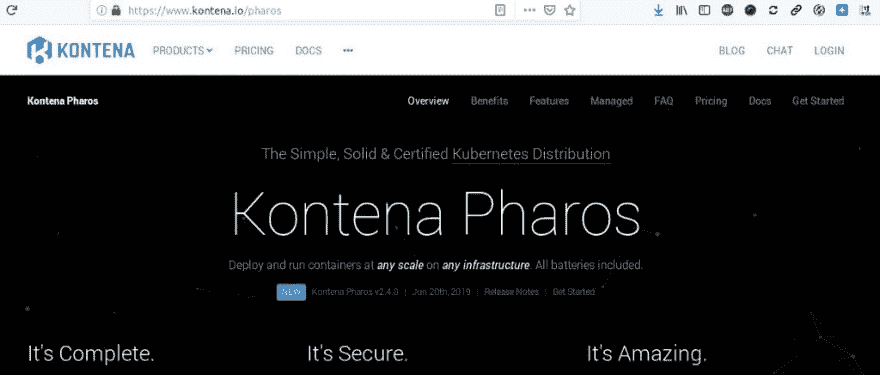 https://www.kontena.io/pharos
KONTENA PRODUCTS PRICING DOCS ••• BLOG CHAT LOGIN
Kontena Pharos Overview Benefits Features Managed FAQ Pricing Docs Get Started
The Simple, Solid & Certified Kubernetes Distribution
Kontena Pharos
Deploy and run containers at any scale on any infrastructure. All batteries included.
NEW Kontena Pharos v2.4.0 | Jun 20th, 2019 | Release Notes | Get Started
It's Complete. It's Secure. It's Amazing.